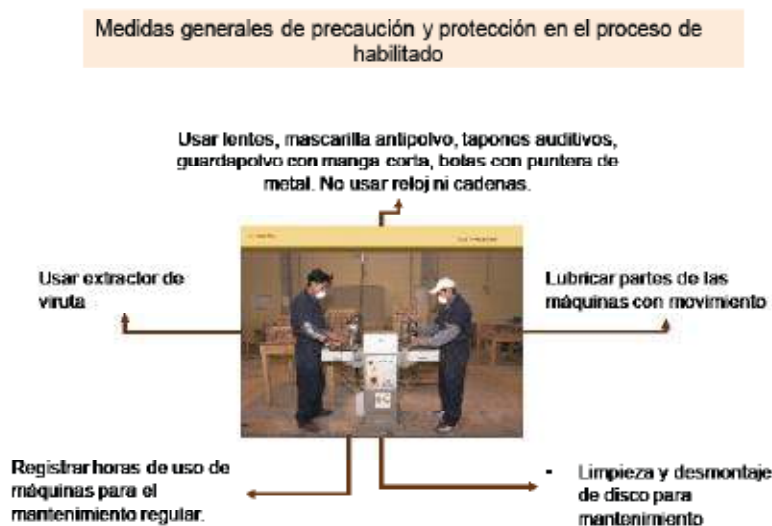 Medidas generales de precaución y protección en el proceso de
habilitado
Usar lentes, mascarilla antipolvo, tapones auditivos,
guardapolvo con manga corta, botas con puntera de
metal. No usar reloj ni cadenas.
Usar extractor de
viruta
Lubricar partes de las
máquinas con movimiento
Registrar horas de uso de
máquinas para el
mantenimiento regular.
- Limpieza y desmontaje
de disco para
mantenimiento